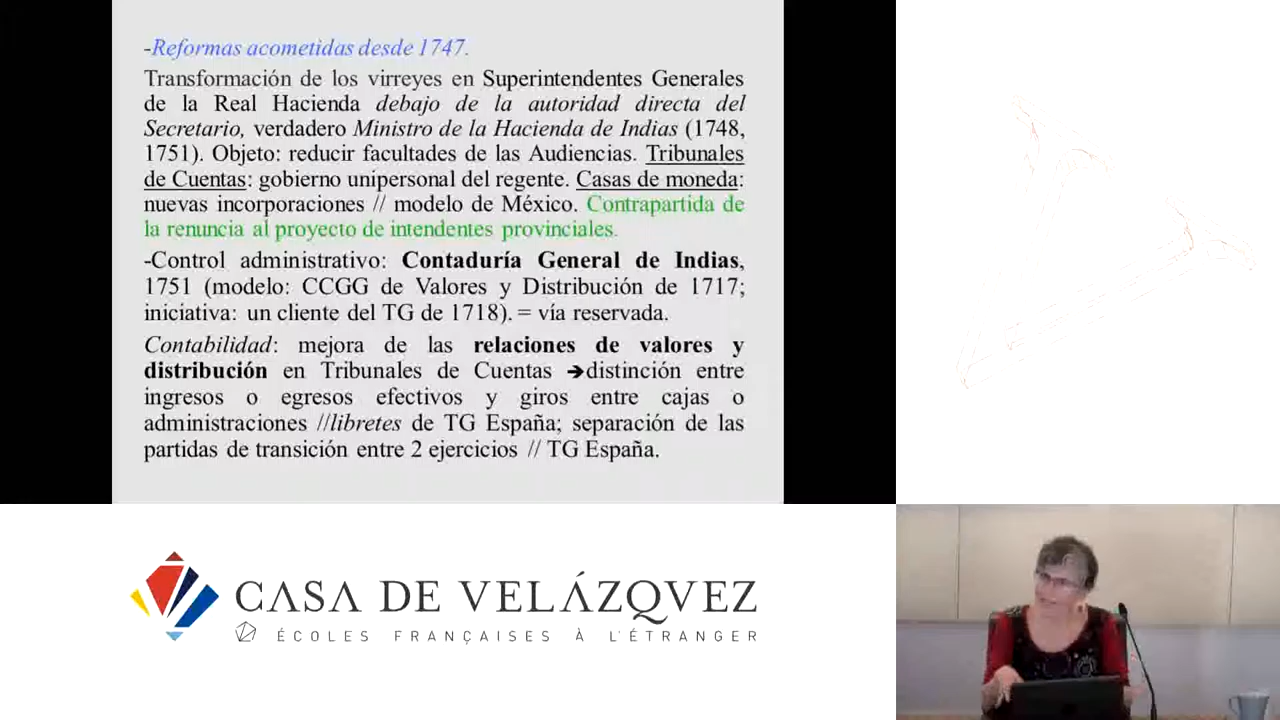 -Reformas acometidas desde 1747.
Transformación de los virreyes en Superintendentes Generales
de la Real Hacienda debajo de la autoridad directa del
Secretario, verdadero Ministro de la Hacienda de Indias (1748,
1751). Objeto: reducir facultades de las Audiencias. Tribunales
de Cuentas: gobierno unipersonal del regente. Casas de moneda:
nuevas incorporaciones // modelo de México. Contrapartida de
la renuncia al proyecto de intendentes provinciales.
-Control administrativo: Contaduría General de Indias,
1751 (modelo: CCGG de Valores y Distribución de 1717;
iniciativa: un cliente del TG de 1718). = vía reservada.
Contabilidad: mejora de las relaciones de valores y
distribución en Tribunales de Cuentas ➔distinción entre
ingresos o egresos efectivos y giros entre cajas o
administraciones //libretes de TG España; separación de las
partidas de transición entre 2 ejercicios // TG España.
CASA DE VELÁZQVEZ
ÉCOLES FRANÇAISES À L'ÉTRANGER